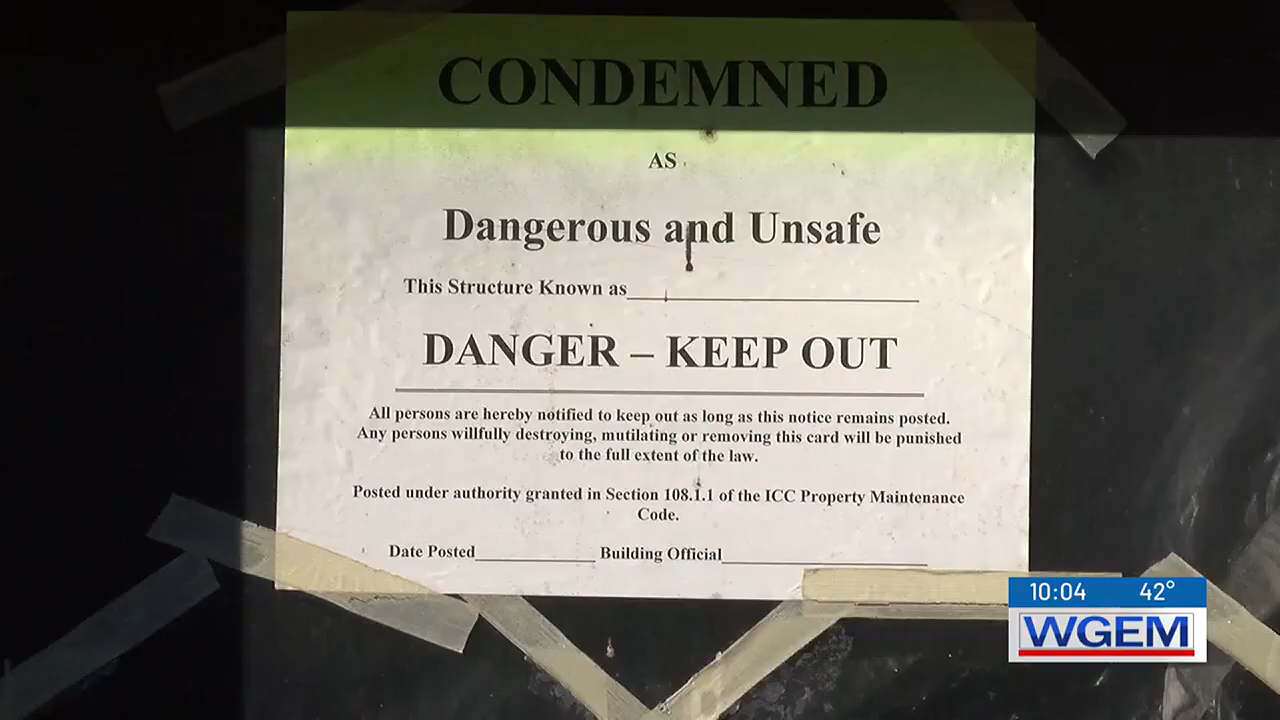 CONDEMNED
AS
Dangerous and Unsafe
This Structure Known as
DANGER – KEEP OUT
All persons are hereby notified to keep out as long as this notice remains posted.
Any persons willfully destroying, mutilating or removing this card will be punished
to the full extent of the law.
Posted under authority granted in Section 108.1.1 of the ICC Property Maintenance
Code.
Date Posted Building Official
10:04 42°
WGEM